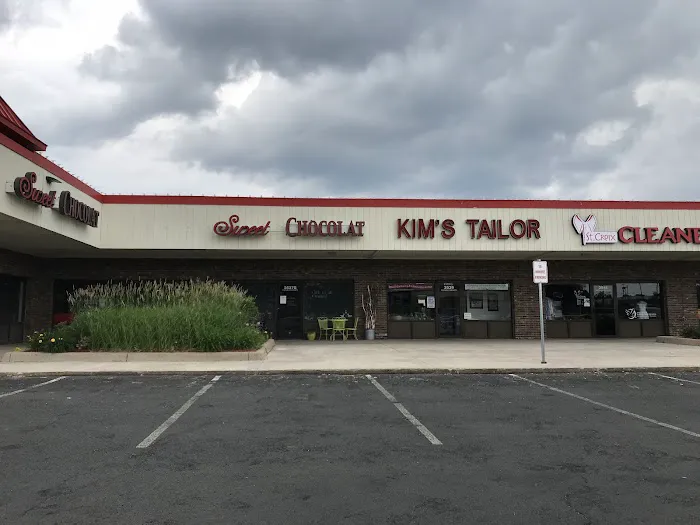 Sweet CHOCOLAT
Sweet CHOCOLAT
KIM'S TAILOR
St. Croix CLEANE